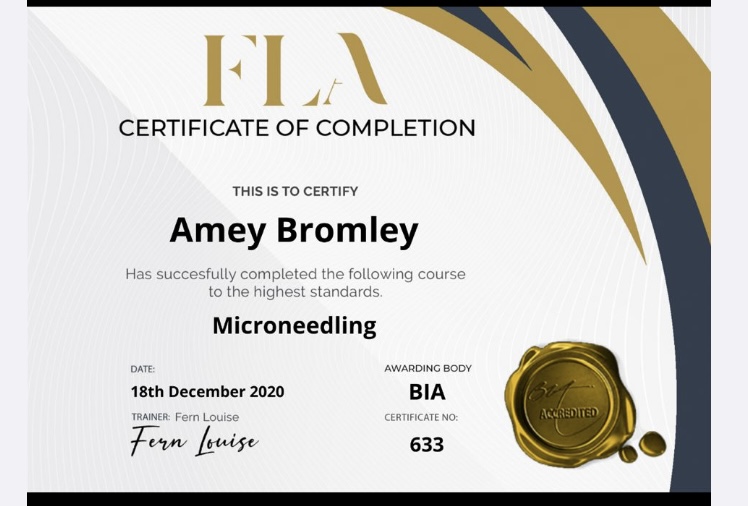 FLA
CERTIFICATE OF COMPLETION
THIS IS TO CERTIFY
Amey Bromley
Has succesfully completed the following course
to the highest standards.
Microneedling
DATE:
18th December 2020
TRAINER: Fern Louise
Fern Louise
AWARDING BODY
BIA
CERTIFICATE NO:
633
BIA
ACCREDITED